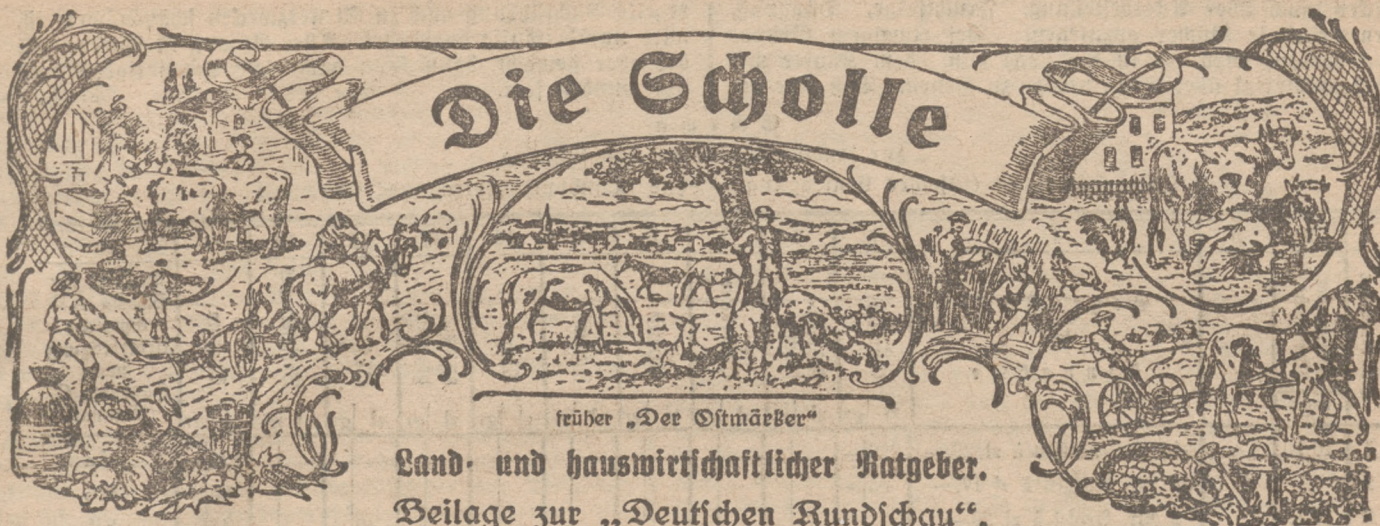 Die Scholle
früher „Der Ostmärker“
Land- und hauswirtschaftlicher Ratgeber.
Beilage zur „Deutschen Rundschau“.